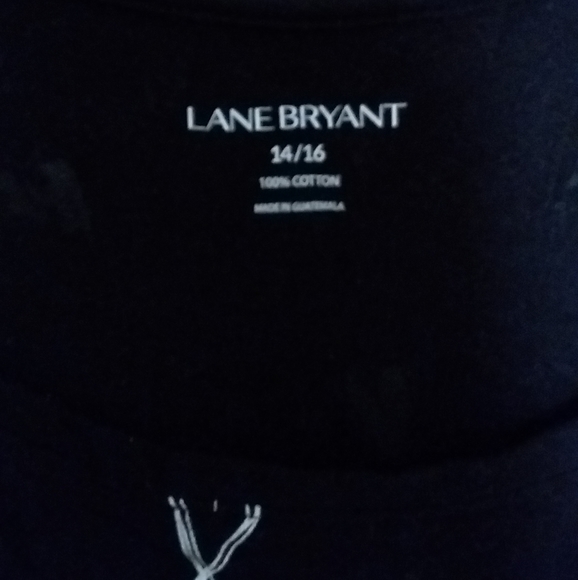 LANE BRYANT
14/16
100% COTTON
MADE IN GUATEMALA